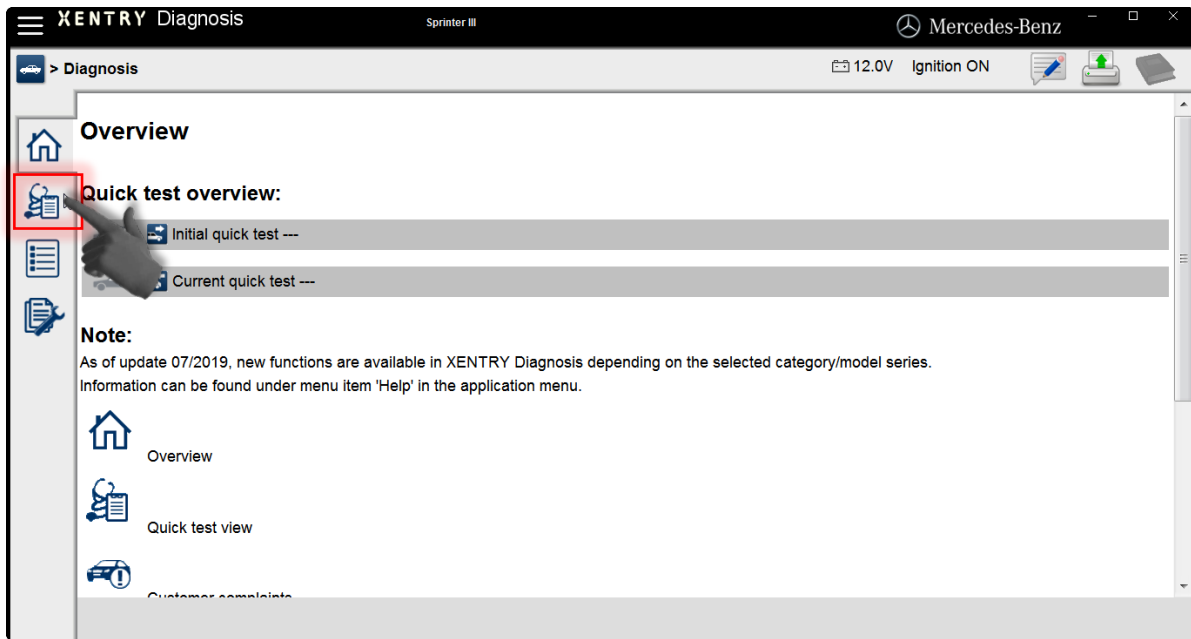 XENTRY Diagnosis
Sprinter III
Mercedes-Benz
> Diagnosis
12.0V
Ignition ON
Overview
Quick test overview:
Initial quick test ---
Current quick test ---
Note:
As of update 07/2019, new functions are available in XENTRY Diagnosis depending on the selected category/model series.
Information can be found under menu item 'Help' in the application menu.
Overview
Quick test view
Customer complaints